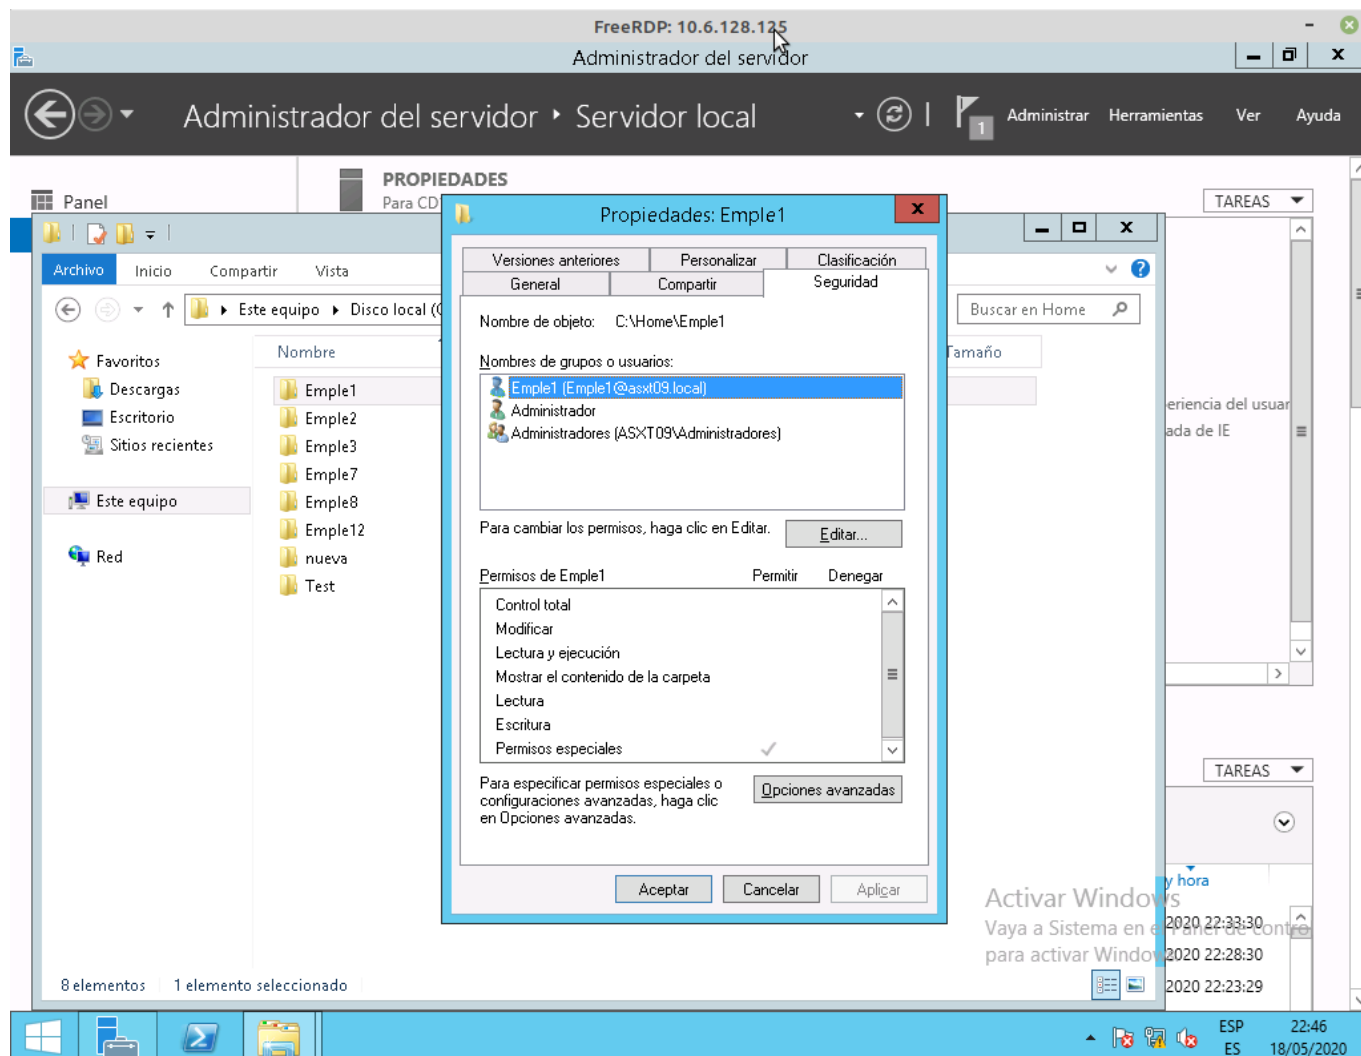 FreeRDP: 10.6.128.125
Administrador del servidor
Administrador del servidor ‣ Servidor local
1
Administrar Herramientas Ver Ayuda
Panel
PROPIEDADES
Para CD
TAREAS
Propiedades: Emple1
Archivo Inicio Compartir Vista
Este equipo Disco local (
Buscar en Home
Favoritos
Descargas
Escritorio
Sitios recientes
Este equipo
Red
Nombre
Tamaño
Emple1
Emple2
Emple3
Emple7
Emple8
Emple12
nueva
Test
Versiones anteriores Personalizar Clasificación
General Compartir Seguridad
Nombre de objeto: C:\Home\Emple1
Nombres de grupos o usuarios:
Emple1 (Emple1@asxt09.local)
Administrador
Administradores (ASXT09\Administradores)
Para cambiar los permisos, haga clic en Editar.
Editar...
Permisos de Emple1 Permitir Denegar
Control total
Modificar
Lectura y ejecución
Mostrar el contenido de la carpeta
Lectura
Escritura
Permisos especiales
Para especificar permisos especiales o
configuraciones avanzadas, haga clic
en Opciones avanzadas.
Opciones avanzadas
Aceptar Cancelar Aplicar
eriencia del usuar
ada de IE
TAREAS
y hora
2020 22:33:30
2020 22:28:30
2020 22:23:29
Activar Windows
Vaya a Sistema en el Panel de contro
para activar Windows
8 elementos 1 elemento seleccionado
ESP
ES
22:46
18/05/2020